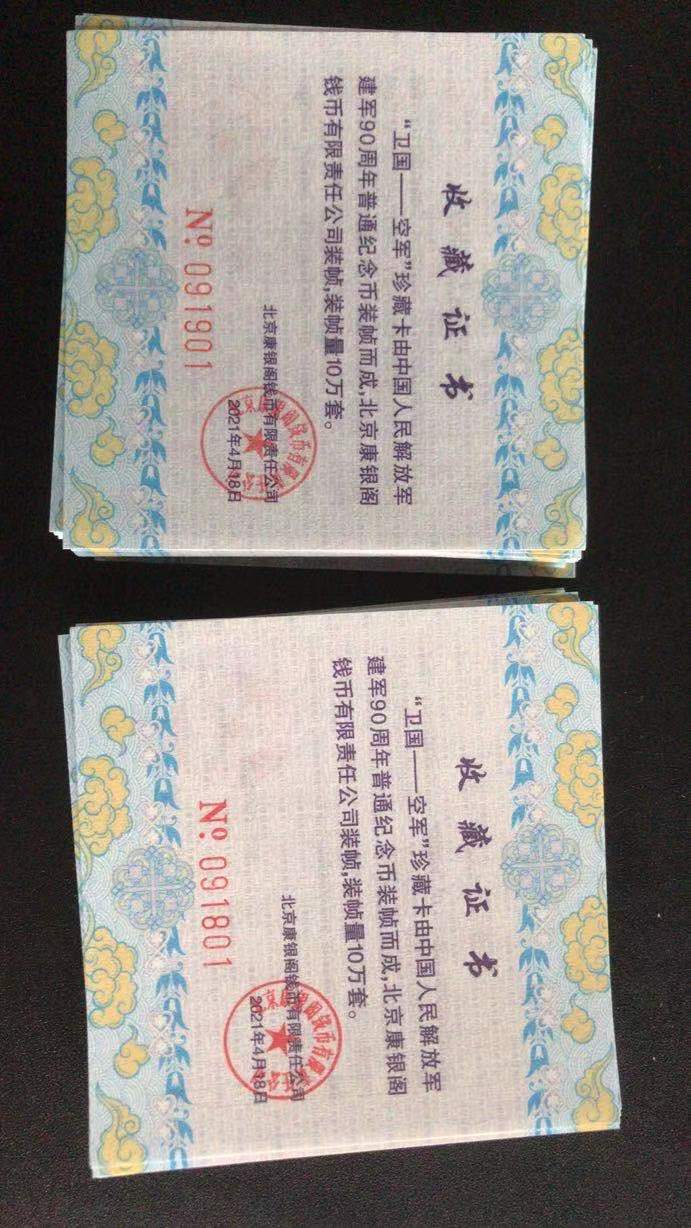 收藏证书
“卫国——空军”珍藏卡由中国人民解放军
建军90周年普通纪念币装帧而成,北京康银阁
钱币有限责任公司装帧,装帧量10万套。
北京康银阁钱币有限责任公司
2021年4月18日
№:091901
收藏证书
“卫国——空军”珍藏卡由中国人民解放军
建军90周年普通纪念币装帧而成,北京康银阁
钱币有限责任公司装帧,装帧量10万套。
北京康银阁钱币有限责任公司
2021年4月18日
№:091801